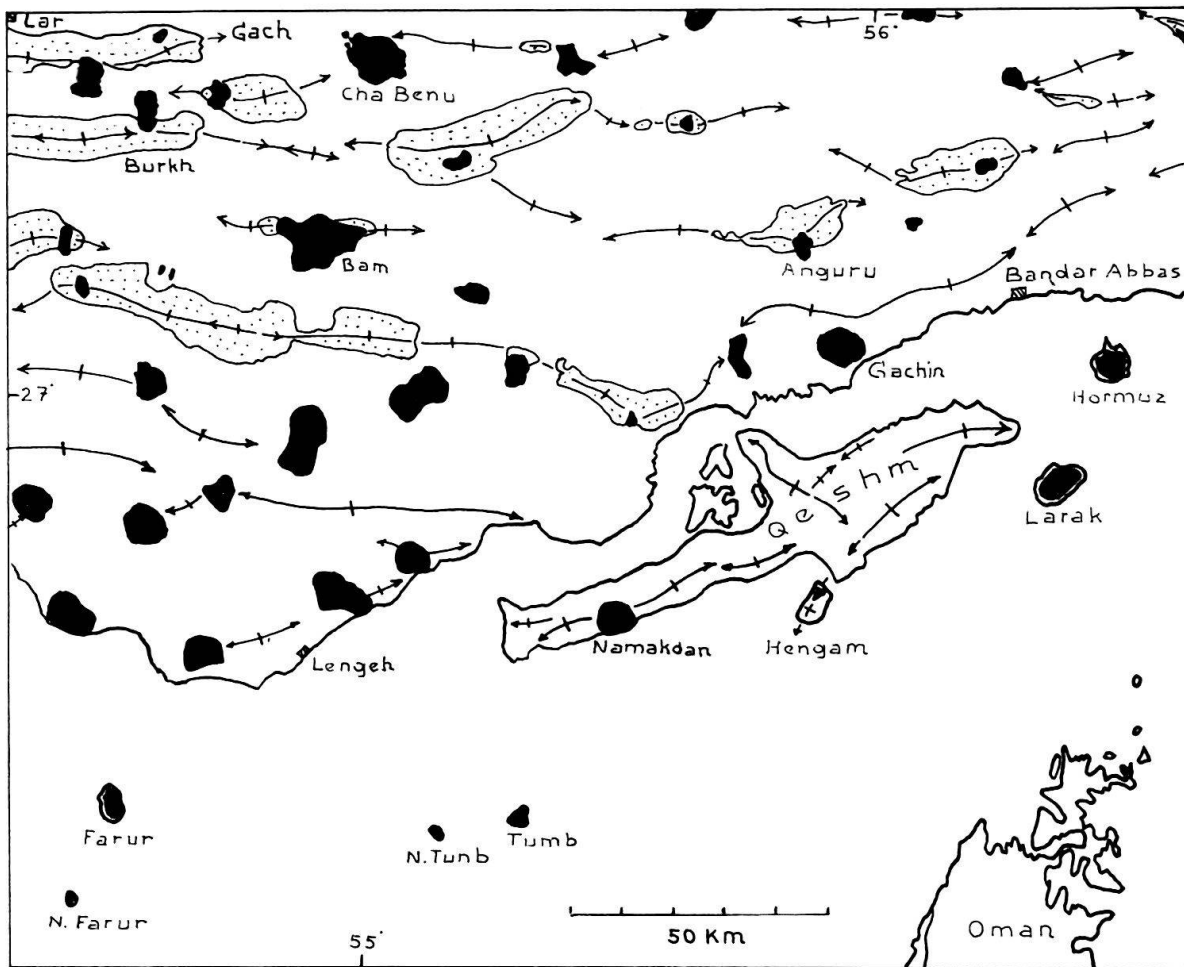 Lar
Gach
56°
Cha Benu
Burkh
Bam
Anguru
Bandar Abbas
Gachin
Hormuz
27°
Qeshm
Larak
Lengeh
Namakdan
Hengam
Farur
N.Tunb
Tumb
N. Farur
55°
50 Km
Oman